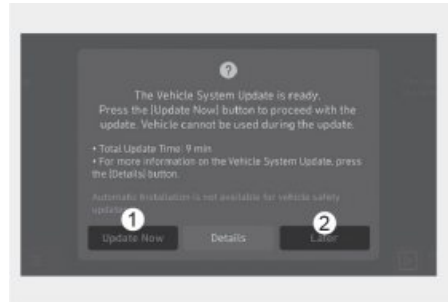 ?
The Vehicle System Update is ready.
Press the [Update Now] button to proceed with the
update. Vehicle cannot be used during the update.
• Total Update Time: 9 min
• For more information on the Vehicle System Update, press
the [Details] button.
Automatic Installation is not available for vehicle safety
updates.
1 2
Update Now Details Later